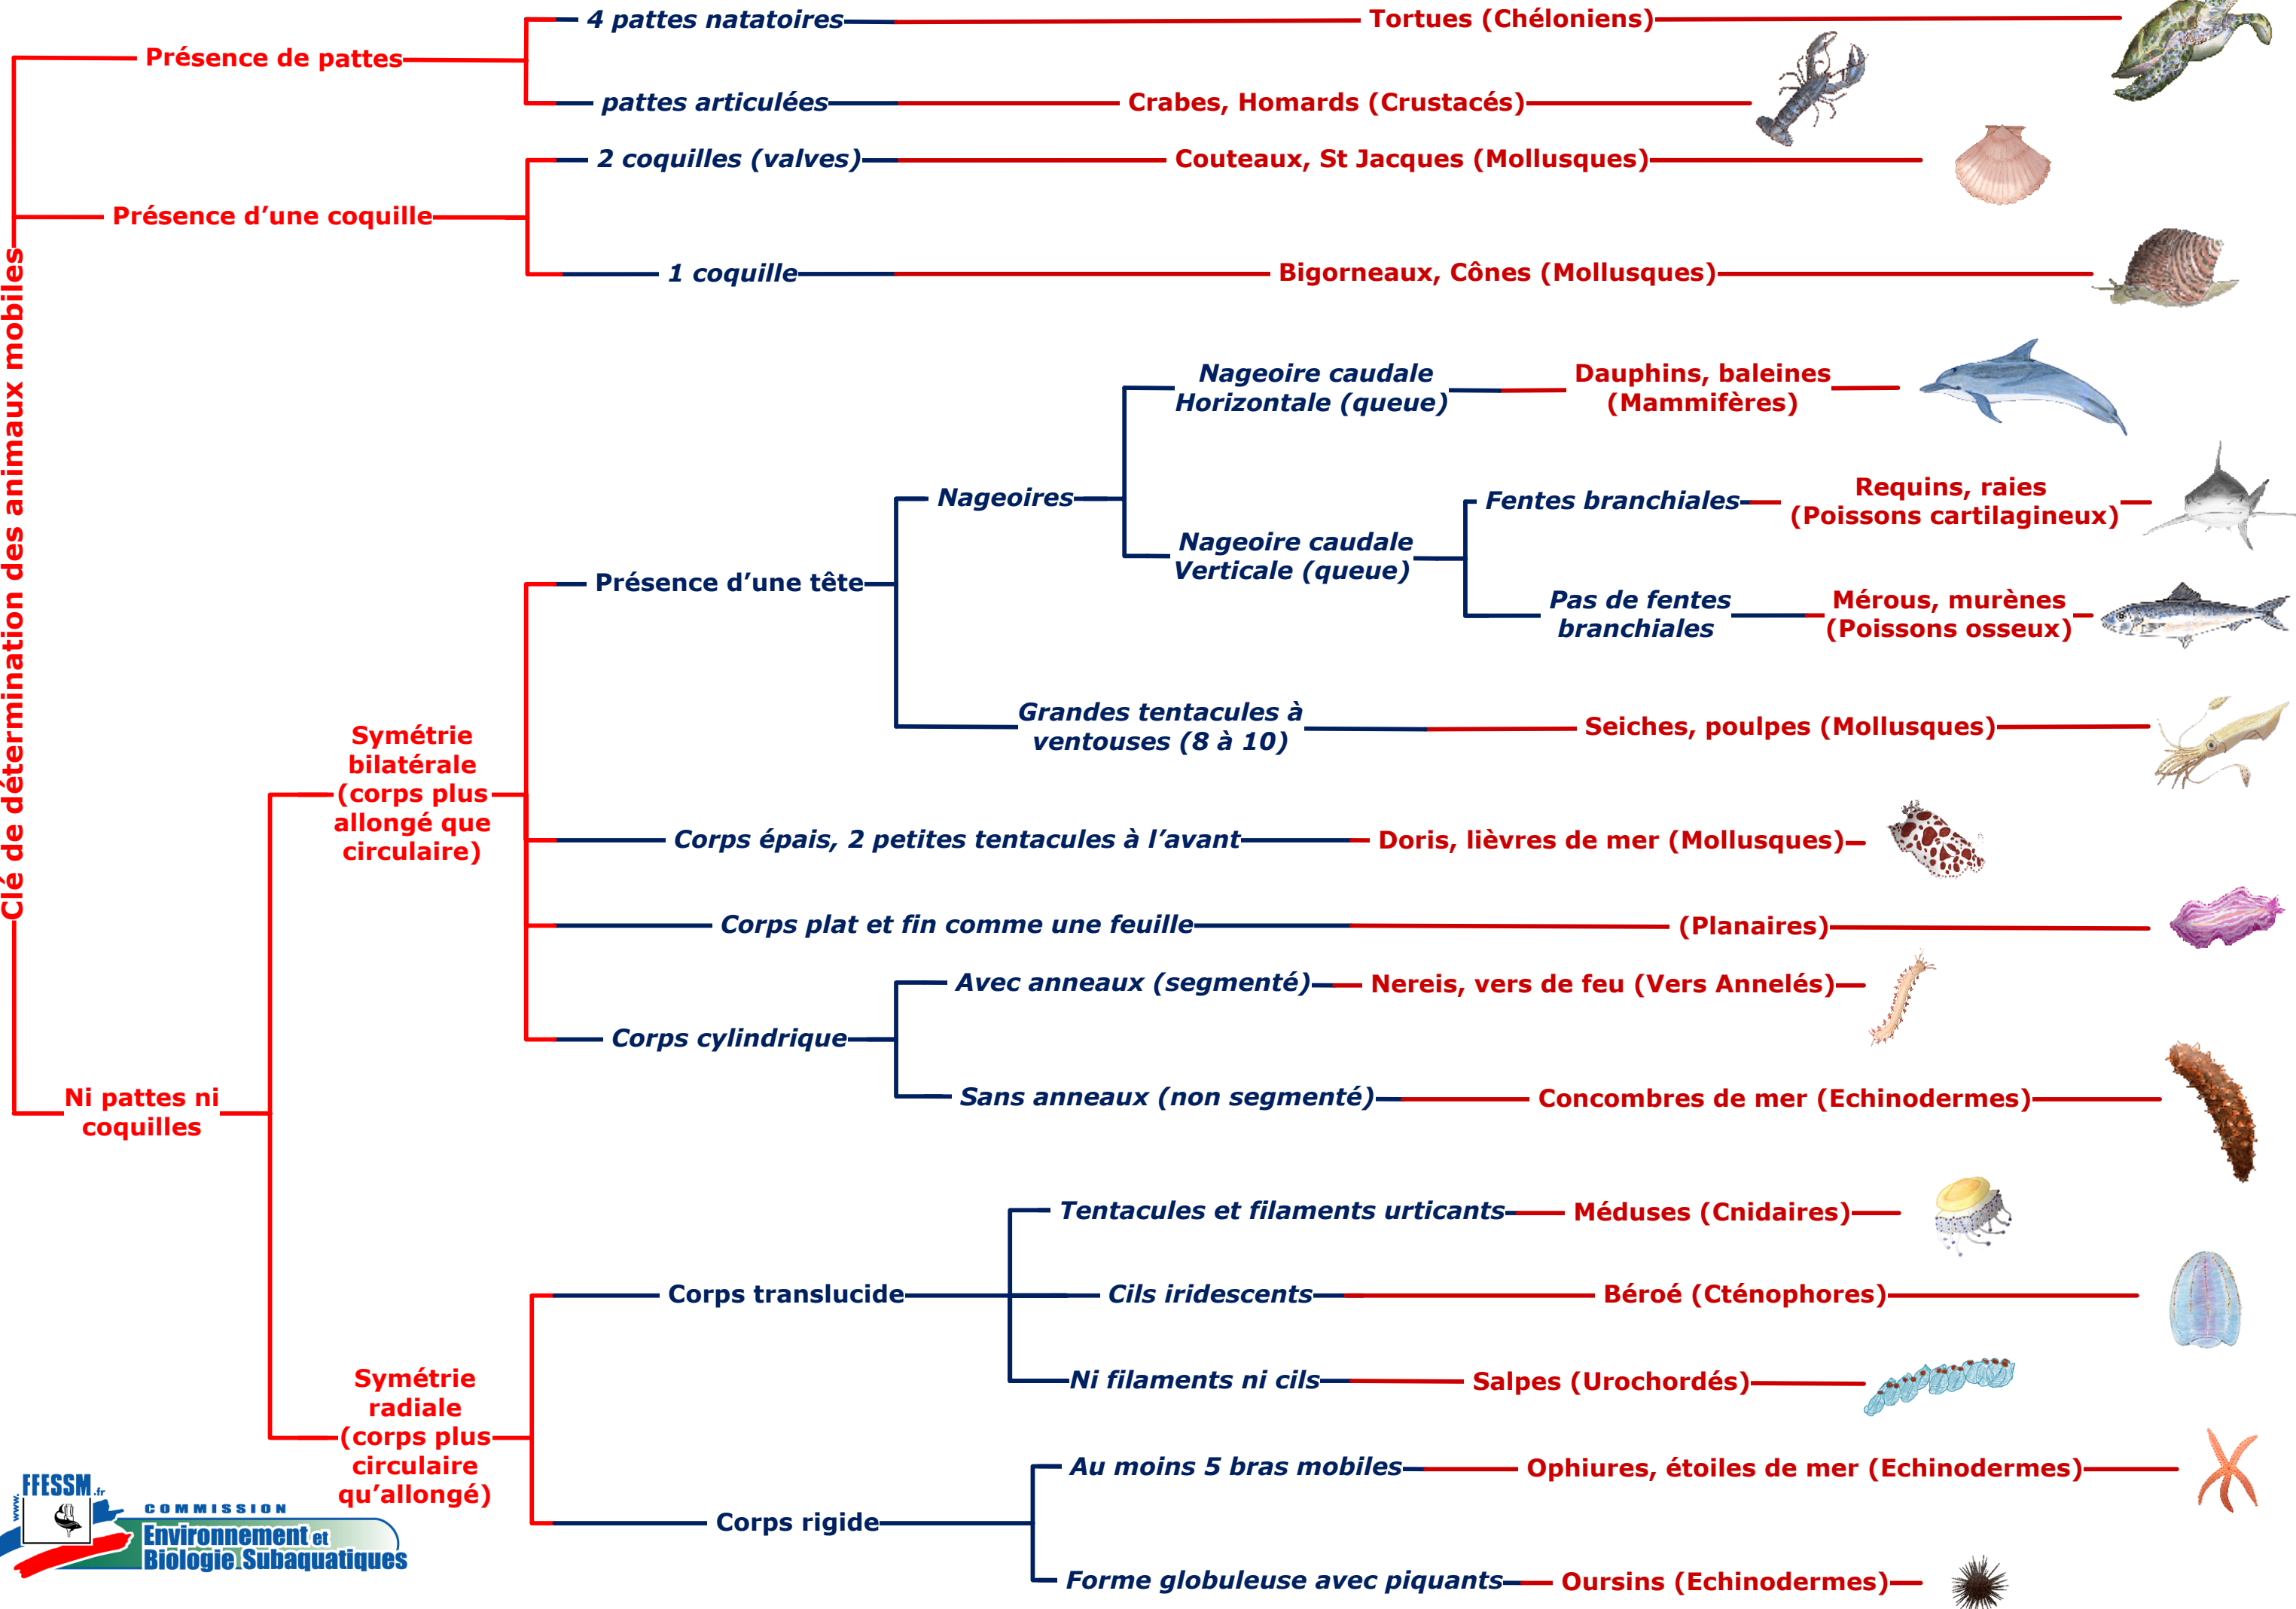 Clé de détermination des animaux mobiles
Présence de pattes
4 pattes natatoires
Tortues (Chéloniens)
pattes articulées
Crabes, Homards (Crustacés)
Présence d’une coquille
2 coquilles (valves)
Couteaux, St Jacques (Mollusques)
1 coquille
Bigorneaux, Cônes (Mollusques)
Ni pattes ni
coquilles
Symétrie
bilatérale
(corps plus
allongé que
circulaire)
Présence d’une tête
Nageoires
Nageoire caudale
Horizontale (queue)
Dauphins, baleines
(Mammifères)
Nageoire caudale
Verticale (queue)
Fentes branchiales
Requins, raies
(Poissons cartilagineux)
Pas de fentes
branchiales
Mérous, murènes
(Poissons osseux)
Grandes tentacules à
ventouses (8 à 10)
Seiches, poulpes (Mollusques)
Corps épais, 2 petites tentacules à l’avant
Doris, lièvres de mer (Mollusques)
Corps plat et fin comme une feuille
(Planaires)
Corps cylindrique
Avec anneaux (segmenté)
Nereis, vers de feu (Vers Annelés)
Sans anneaux (non segmenté)
Concombres de mer (Echinodermes)
Symétrie
radiale
(corps plus
circulaire
qu’allongé)
Corps translucide
Tentacules et filaments urticants
Méduses (Cnidaires)
Cils iridescents
Béroé (Cténophores)
Ni filaments ni cils
Salpes (Urochordés)
Corps rigide
Au moins 5 bras mobiles
Ophiures, étoiles de mer (Echinodermes)
Forme globuleuse avec piquants
Oursins (Echinodermes)
www.FFESSM.fr
COMMISSION
Environnement et
Biologie Subaquatiques